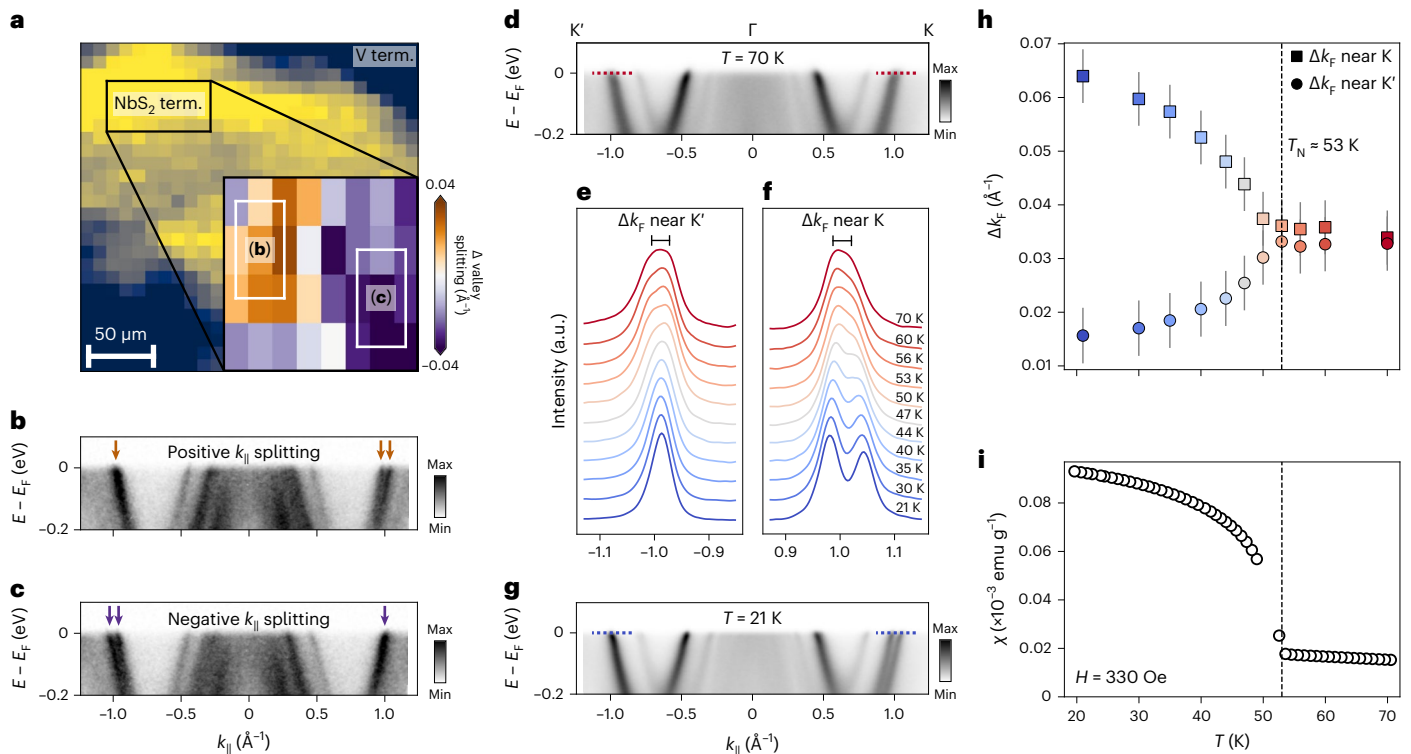 a
V term.
NbS₂ term.
50 µm
(b)
(c)
0.04
Δ valley
splitting (Å⁻¹)
−0.04
b
Positive k|| splitting
E − E_F (eV)
0
−0.2
Max
Min
c
Negative k|| splitting
E − E_F (eV)
0
−0.2
−1.0
−0.5
0
0.5
1.0
k|| (Å⁻¹)
Max
Min
d
K′
Γ
K
T = 70 K
E − E_F (eV)
0
−0.2
−1.0
−0.5
0
0.5
1.0
Max
Min
e
Δk_F near K′
Intensity (a.u.)
−1.1
−1.0
−0.9
f
Δk_F near K
70 K
60 K
56 K
53 K
50 K
47 K
44 K
40 K
35 K
30 K
21 K
0.9
1.0
1.1
g
T = 21 K
E − E_F (eV)
0
−0.2
−1.0
−0.5
0
0.5
1.0
k|| (Å⁻¹)
Max
Min
h
Δk_F near K
Δk_F near K′
T_N ≈ 53 K
Δk_F (Å⁻¹)
0.07
0.06
0.05
0.04
0.03
0.02
0.01
i
χ (×10⁻³ emu g⁻¹)
0.08
0.06
0.04
0.02
0
H = 330 Oe
20
30
40
50
60
70
T (K)